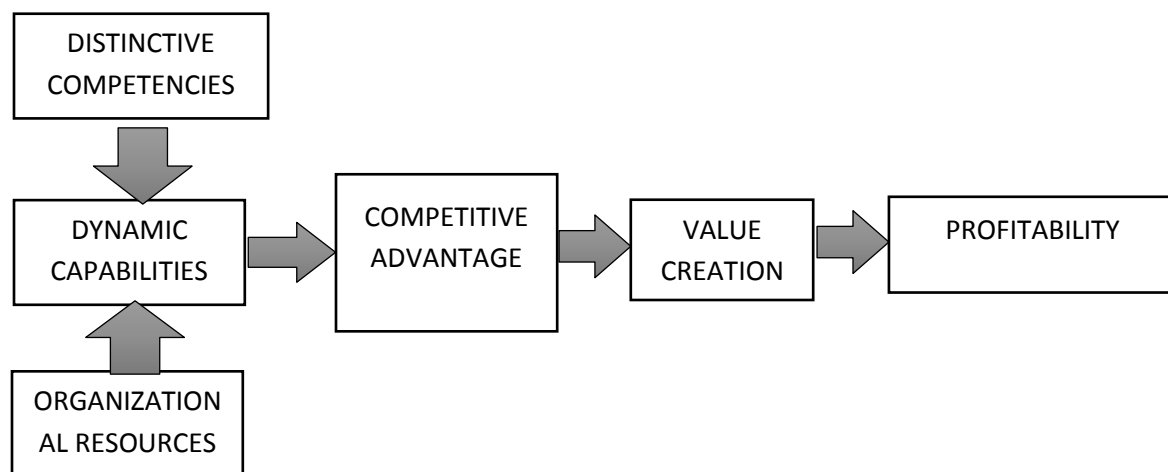 DISTINCTIVE
COMPETENCIES
DYNAMIC
CAPABILITIES
COMPETITIVE
ADVANTAGE
VALUE
CREATION
PROFITABILITY
ORGANIZATION
AL RESOURCES